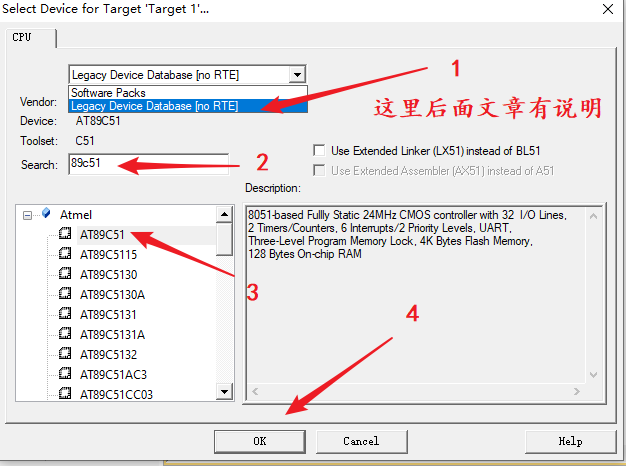 Select Device for Target 'Target 1'...
CPU
Legacy Device Database [no RTE]
Software Packs
Legacy Device Database [no RTE]
1
这里后面文章有说明
Vendor:
Device: AT89C51
Toolset: C51
Search: 89c51
2
Use Extended Linker (LX51) instead of BL51
Use Extended Assembler (AX51) instead of A51
Description:
Atmel
AT89C51
AT89C5115
AT89C5130
AT89C5130A
AT89C5131
AT89C5131A
AT89C5132
AT89C51AC3
AT89C51CC03
3
8051-based Fullly Static 24MHz CMOS controller with 32 I/O Lines,
2 Timers/Counters, 6 Interrupts/2 Priority Levels, UART,
Three-Level Program Memory Lock, 4K Bytes Flash Memory,
128 Bytes On-chip RAM
4
OK
Cancel
Help